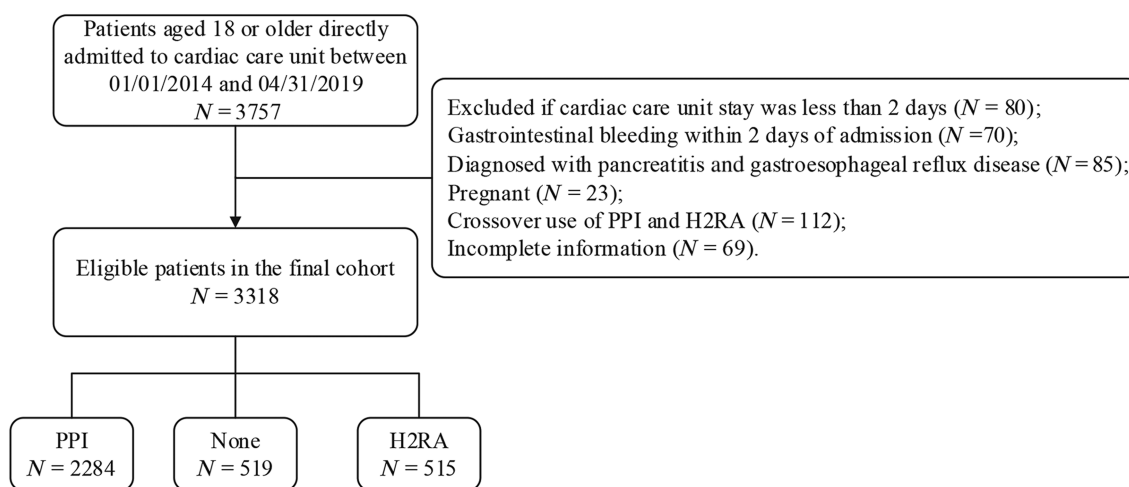 Patients aged 18 or older directly
admitted to cardiac care unit between
01/01/2014 and 04/31/2019
N = 3757
Excluded if cardiac care unit stay was less than 2 days (N = 80);
Gastrointestinal bleeding within 2 days of admission (N =70);
Diagnosed with pancreatitis and gastroesophageal reflux disease (N = 85);
Pregnant (N = 23);
Crossover use of PPI and H2RA (N = 112);
Incomplete information (N = 69).
Eligible patients in the final cohort
N = 3318
PPI
N = 2284
None
N = 519
H2RA
N = 515